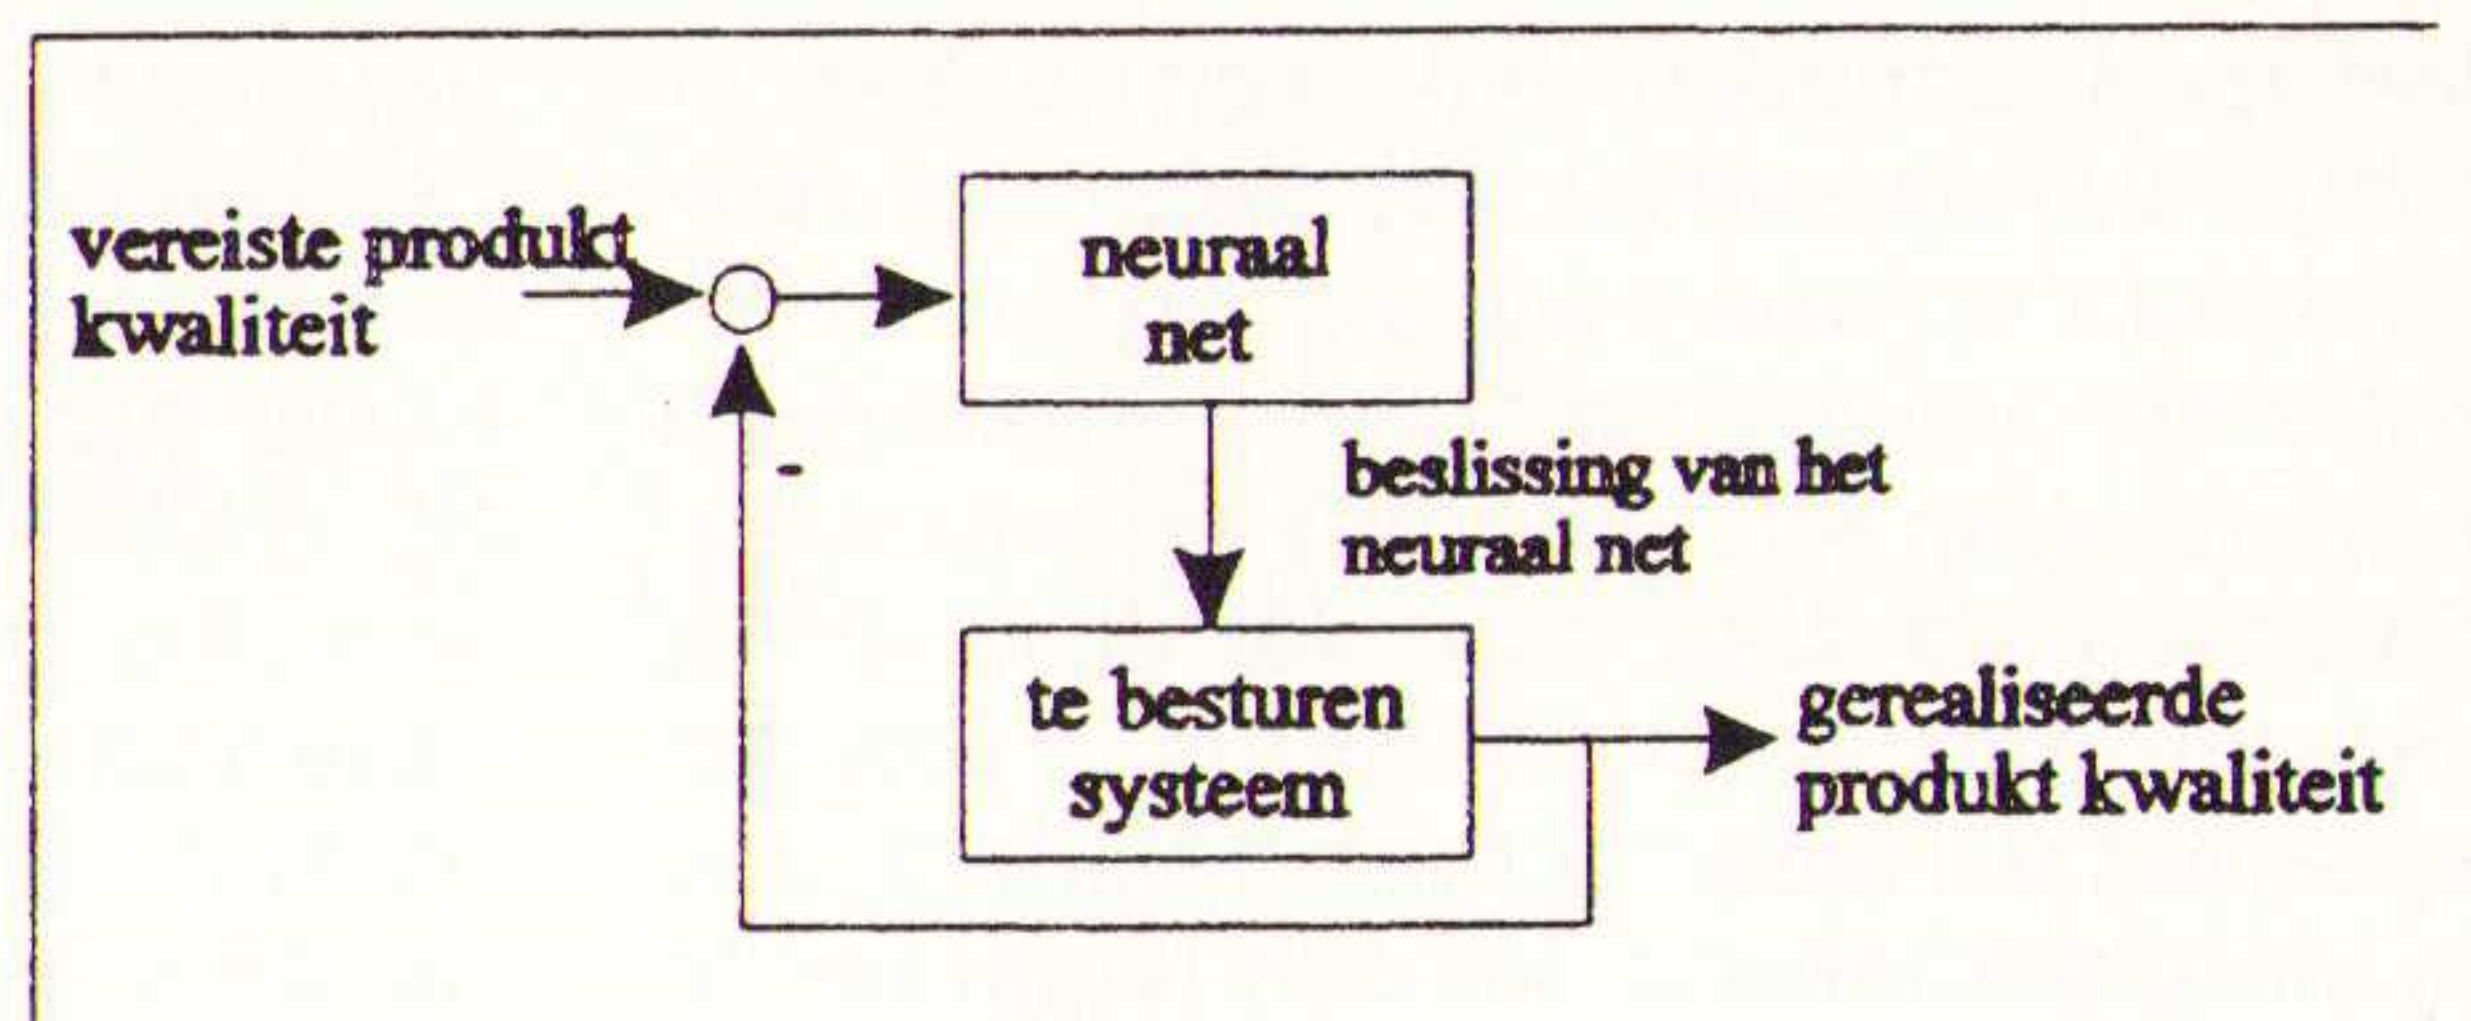 vereiste produkt
kwaliteit
neuraal
net
-
beslissing van het
neuraal net
te besturen
systeem
gerealiseerde
produkt kwaliteit